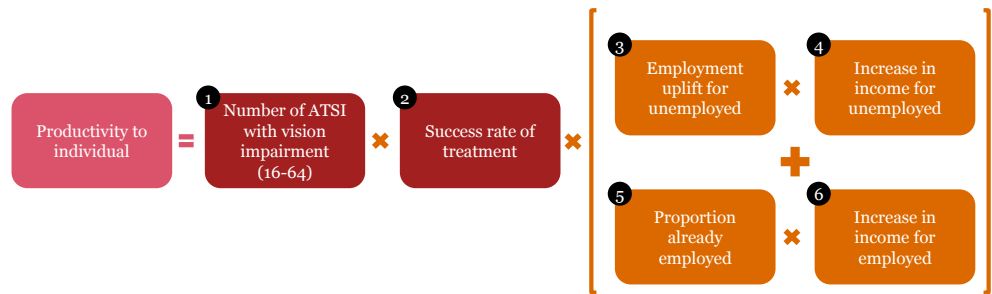 Productivity to
individual
=
1
Number of ATSI
with vision
impairment
(16-64)
×
2
Success rate of
treatment
×
3
Employment
uplift for
unemployed
×
4
Increase in
income for
unemployed
+
5
Proportion
already
employed
×
6
Increase in
income for
employed